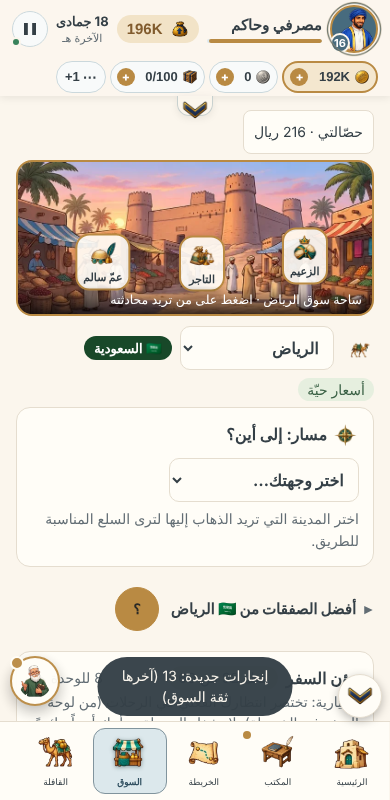 مصرفي وحاكم
16
196K
18 جمادى
الآخرة هـ
192K
0
0/100
+1 ⋯
حصّالتي · 216 ريال
الزعيم
التاجر
عمّ سالم
ساحة سوق الرياض · اضغط على من تريد محادثته
الرياض
🇸🇦 السعودية
أسعار حيّة
مسار: إلى أين؟
اختر وجهتك...
اختر المدينة التي تريد الذهاب إليها لترى السلع المناسبة
للطريق.
◂ أفضل الصفقات من 🇸🇦 الرياض
؟
إنجازات جديدة: 13 (آخرها
ثقة السوق)
الرئيسية
المكتب
الخريطة
السوق
القافلة